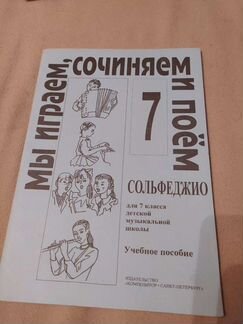 Мы играем, сочиняем и поём
7
СОЛЬФЕДЖИО
для 7 класса
детской
музыкальной
школы
Учебное пособие
ИЗДАТЕЛЬСТВО
«КОМПОЗИТОР • САНКТ-ПЕТЕРБУРГ»